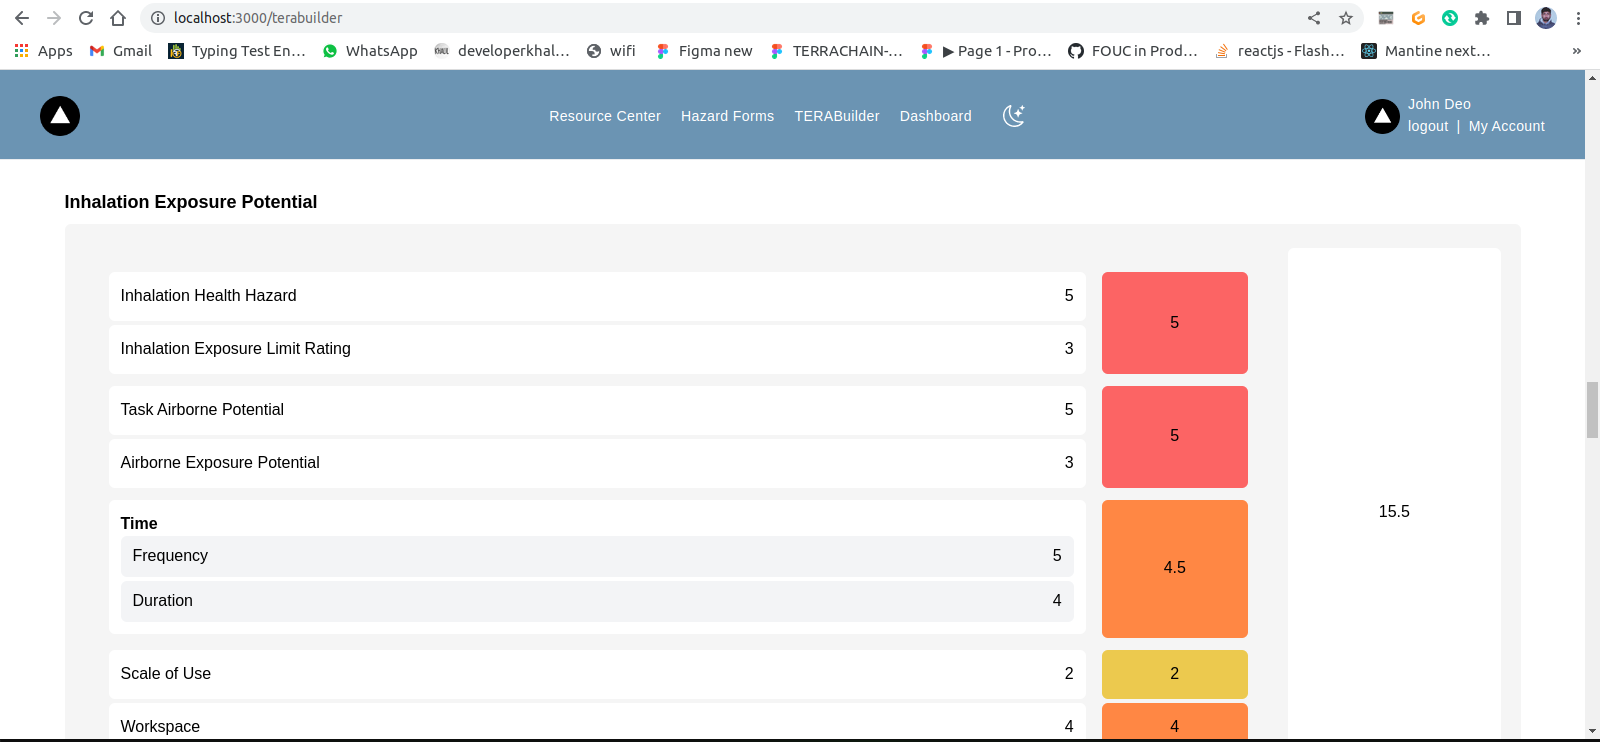 localhost:3000/terabuilder
Apps Gmail Typing Test En… WhatsApp developerkhal… wifi Figma new TERRACHAIN-… ▶ Page 1 - Pro… FOUC in Prod… reactjs - Flash… Mantine next… »
Resource Center Hazard Forms TERABuilder Dashboard
John Deo
logout | My Account
Inhalation Exposure Potential
Inhalation Health Hazard 5
5
Inhalation Exposure Limit Rating 3
Task Airborne Potential 5
5
Airborne Exposure Potential 3
15.5
Time
Frequency 5
4.5
Duration 4
Scale of Use 2 2
Workspace 4 4